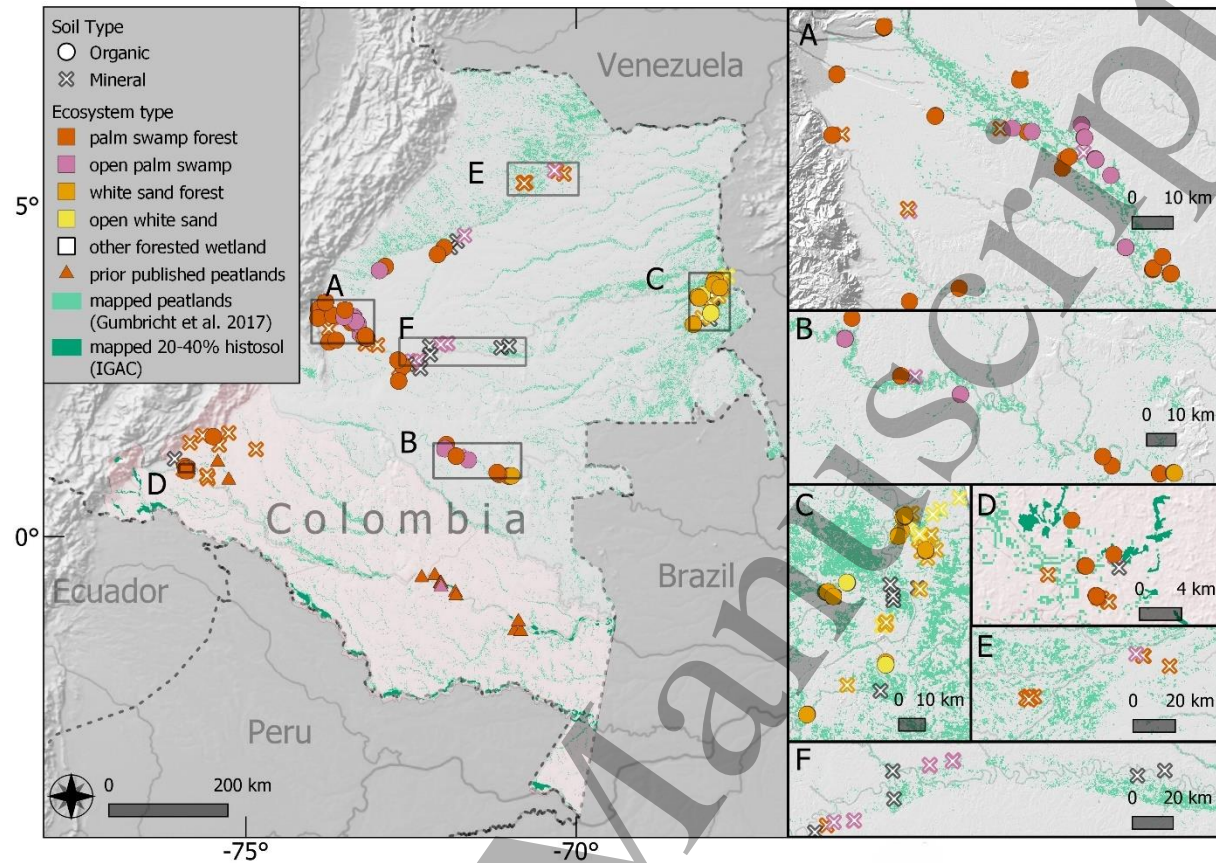 Soil Type
Organic
Mineral
Ecosystem type
palm swamp forest
open palm swamp
white sand forest
open white sand
other forested wetland
prior published peatlands
mapped peatlands
(Gumbricht et al. 2017)
mapped 20-40% histosol
(IGAC)
Venezuela
Colombia
Ecuador
Peru
Brazil
A
B
C
D
E
F
5°
0°
-75°
-70°
0 200 km
A
0 10 km
B
0 10 km
C
0 10 km
D
0 4 km
E
0 20 km
F
0 20 km
Manuscrip